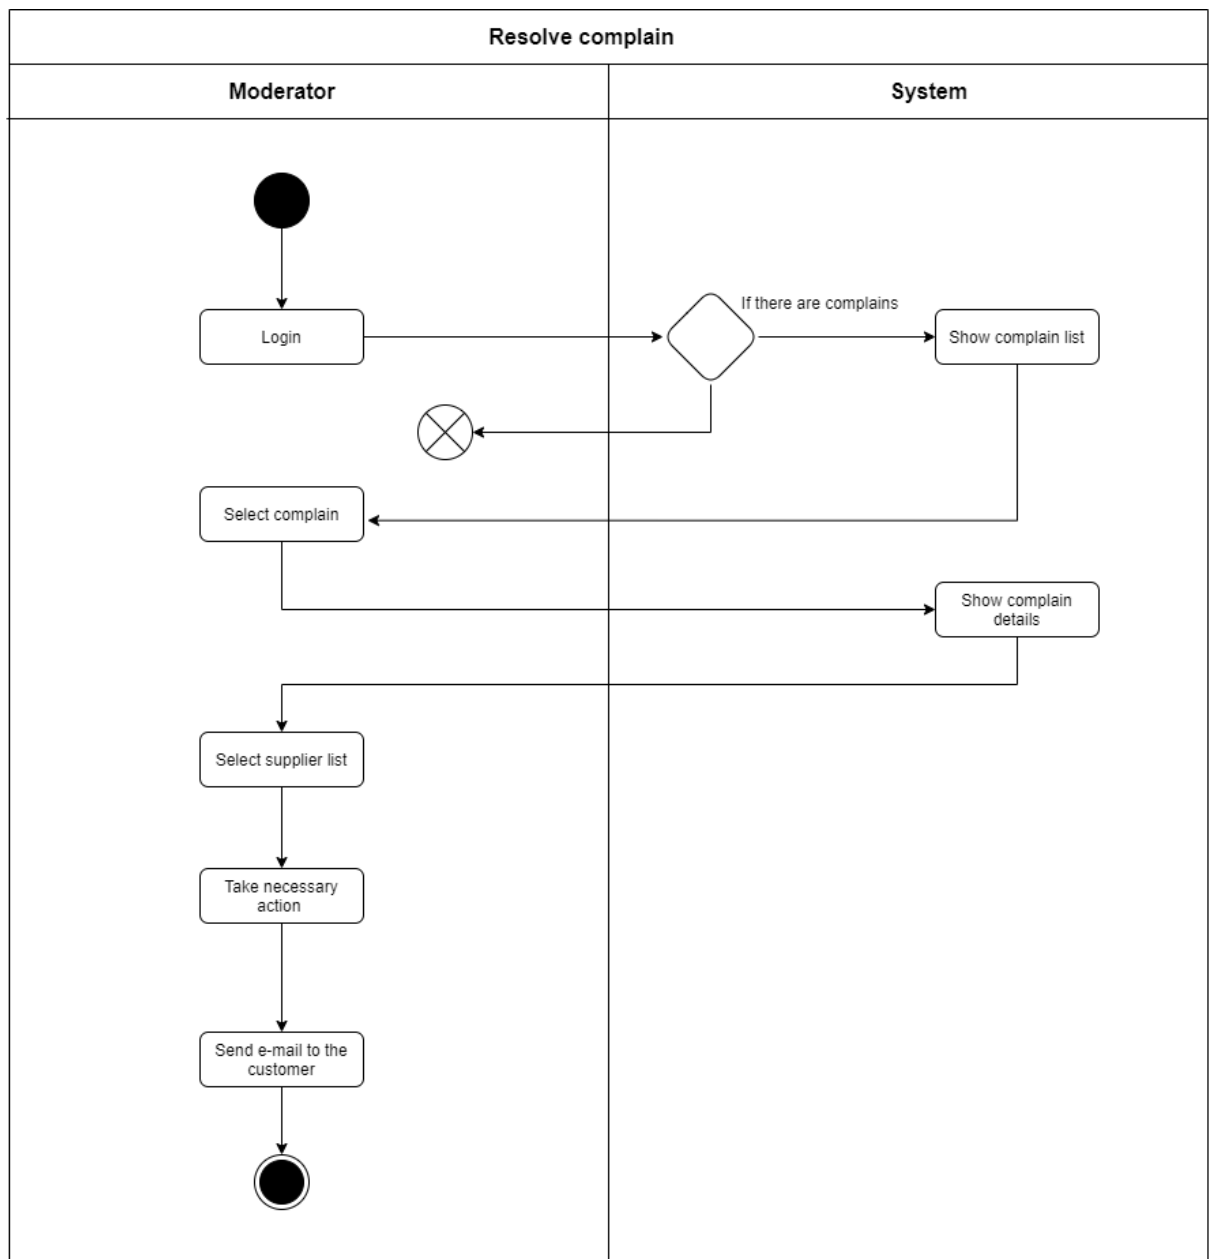 Resolve complain
Moderator
System
If there are complains
Login
Show complain list
Select complain
Show complain
details
Select supplier list
Take necessary
action
Send e-mail to the
customer